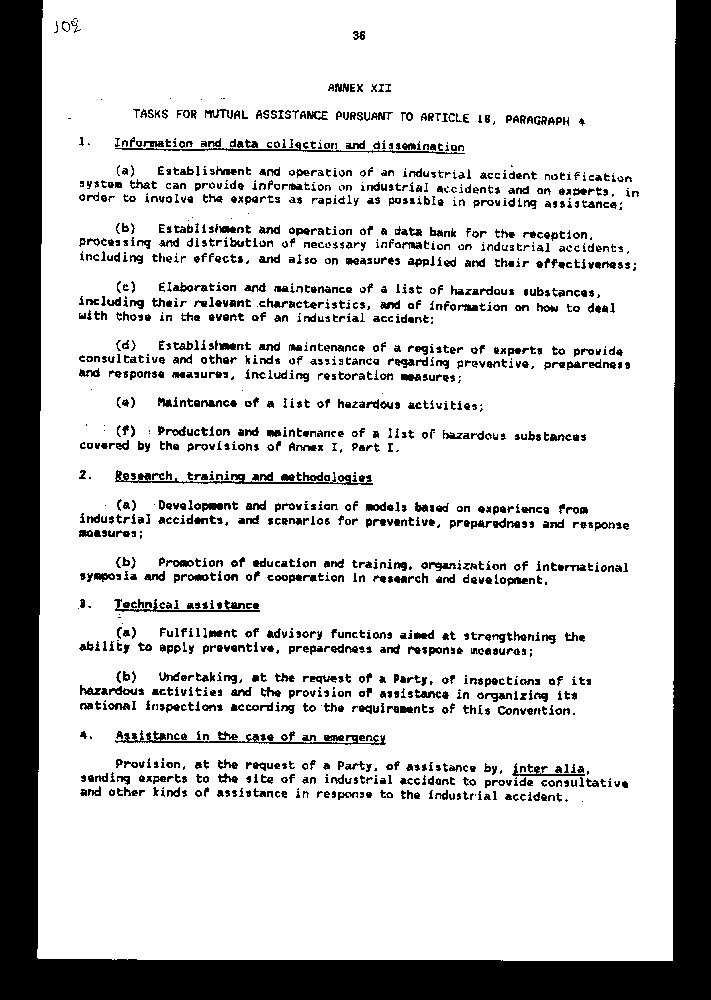 102
36
ANNEX XII
TASKS FOR MUTUAL ASSISTANCE PURSUANT TO ARTICLE 18, PARAGRAPH 4
1. Information and data collection and dissemination
(a) Establishment and operation of an industrial accident notification
system that can provide information on industrial accidents and on experts, in
order to involve the experts as rapidly as possible in providing assistance;
(b) Establishment and operation of a data bank for the reception,
processing and distribution of necessary information on industrial accidents,
including their effects, and also on measures applied and their effectiveness;
(c) Elaboration and maintenance of a list of hazardous substances,
including their relevant characteristics, and of information on how to deal
with those in the event of an industrial accident;
(d) Establishment and maintenance of a register of experts to provide
consultative and other kinds of assistance regarding preventive, preparedness
and response measures, including restoration measures;
(e) Maintenance of a list of hazardous activities;
(f) Production and maintenance of a list of hazardous substances
covered by the provisions of Annex I, Part I.
2. Research, training and methodologies
(a) Development and provision of models based on experience from
industrial accidents, and scenarios for preventive, preparedness and response
measures;
(b) Promotion of education and training, organization of international
symposia and promotion of cooperation in research and development.
3. Technical assistance
(a) Fulfillment of advisory functions aimed at strengthening the
ability to apply preventive, preparedness and response measures;
(b) Undertaking, at the request of a Party, of inspections of its
hazardous activities and the provision of assistance in organizing its
national inspections according to the requirements of this Convention.
4. Assistance in the case of an emergency
Provision, at the request of a Party, of assistance by, inter alia,
sending experts to the site of an industrial accident to provide consultative
and other kinds of assistance in response to the industrial accident.